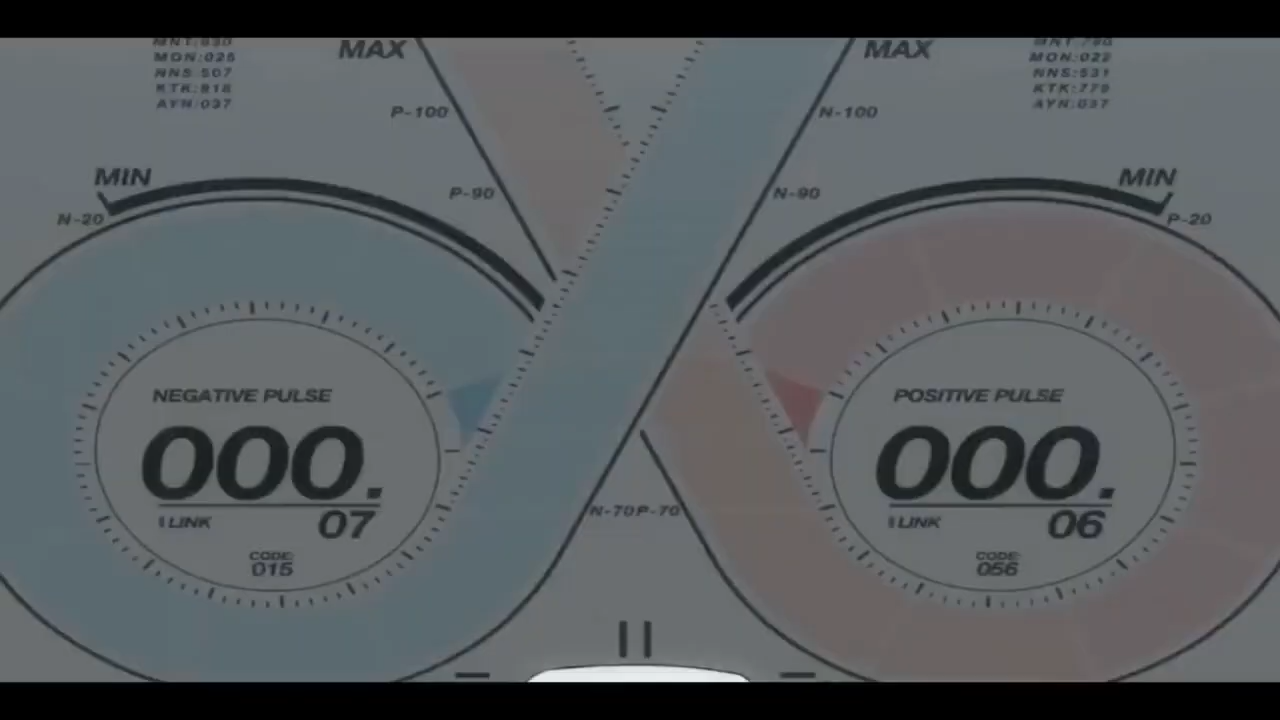 MAX
MAX
MON:025
NNS:507
KTK:818
AYN:037
MON:022
NNS:531
KTK:779
AYN:037
P-100
N-100
MIN
P-90
N-90
MIN
N-20
P-20
NEGATIVE PULSE
000.
I LINK
07
CODE:
015
POSITIVE PULSE
000.
I LINK
06
CODE:
056
N-70
P-70